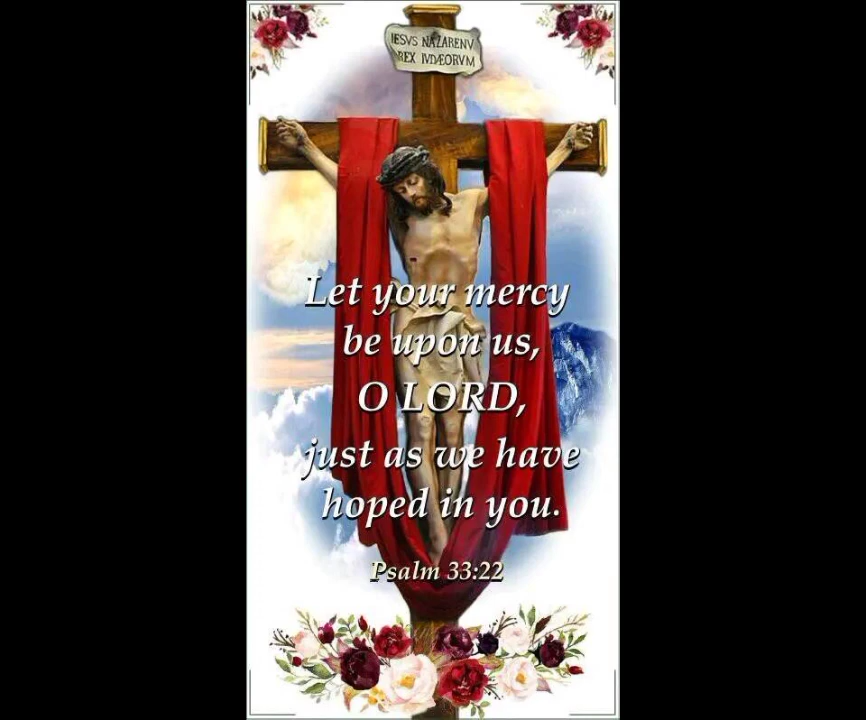 IESVS NAZARENV
REX IVDÆORVM
Let your mercy
be upon us,
O LORD,
just as we have
hoped in you.
Psalm 33:22